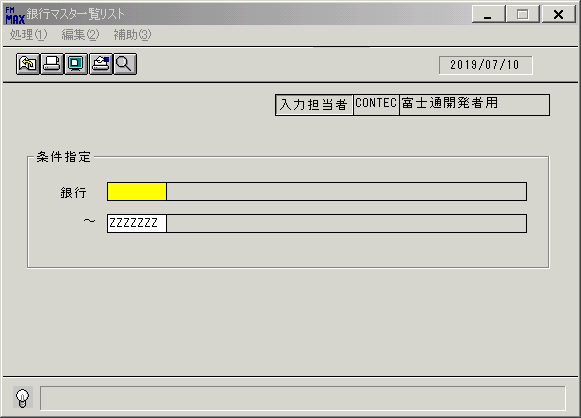 FM MAX 銀行マスタ一覧リスト
処理(1) 編集(2) 補助(3)
2019/07/10
入力担当者 CONTEC 富士通開発者用
条件指定
銀行
～ ZZZZZZZ